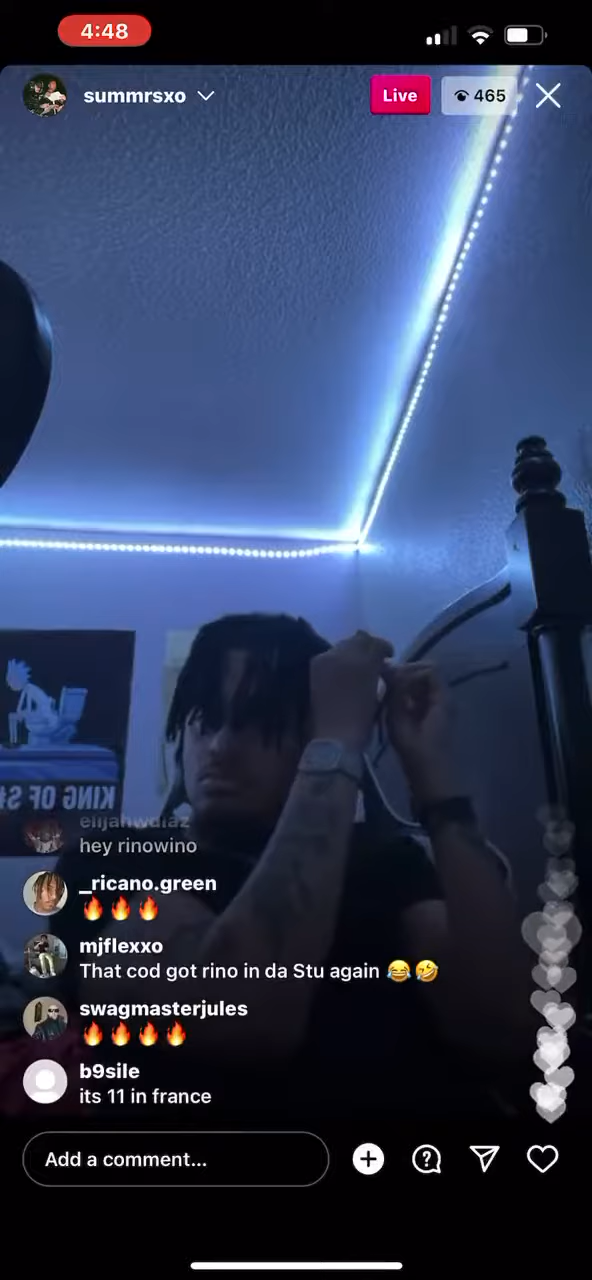 4:48
summrsxo
Live
465
KING OF S
elijahwdiaz
hey rinowino
_ricano.green
🔥🔥🔥
mjflexxo
That cod got rino in da Stu again 😂🤣
swagmasterjules
🔥🔥🔥🔥
b9sile
its 11 in france
Add a comment...